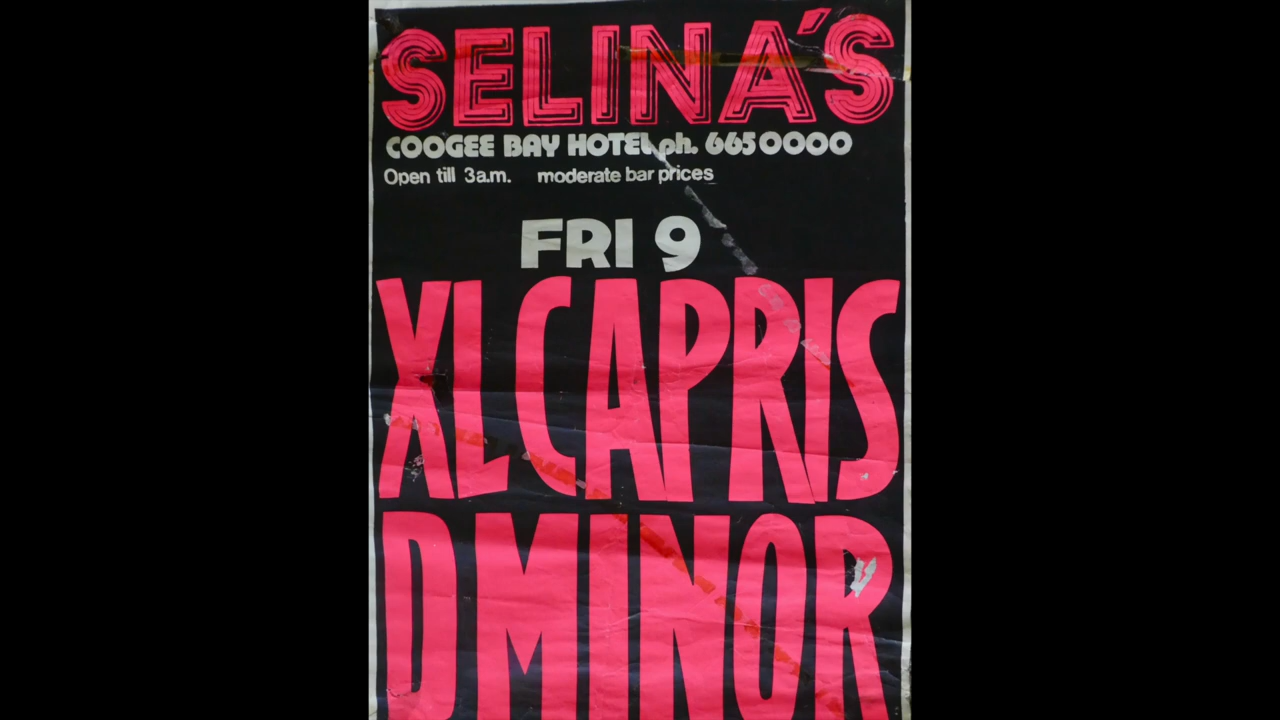 SELINA'S
COOGEE BAY HOTEL ph. 665 0000
Open till 3a.m. moderate bar prices
FRI 9
XL CAPRIS
D MINOR